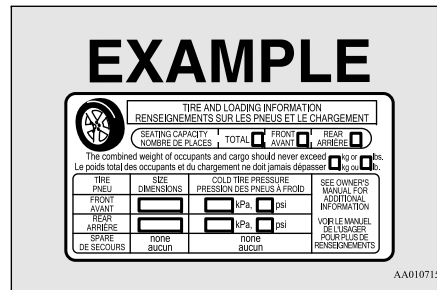 EXAMPLE
TIRE AND LOADING INFORMATION
RENSEIGNEMENTS SUR LES PNEUS ET LE CHARGEMENT
SEATING CAPACITY
NOMBRE DE PLACES
TOTAL
FRONT
AVANT
REAR
ARRIÈRE
The combined weight of occupants and cargo should never exceed kg or lbs.
Le poids total des occupants et du chargement ne doit jamais dépasser kg ou lb.
TIRE
PNEU
SIZE
DIMENSIONS
COLD TIRE PRESSURE
PRESSION DES PNEUS À FROID
SEE OWNER'S
MANUAL FOR
ADDITIONAL
INFORMATION
VOIR LE MANUEL
DE L'USAGER
POUR PLUS DE
RENSEIGNEMENTS
FRONT
AVANT
kPa, psi
REAR
ARRIÈRE
kPa, psi
SPARE
DE SECOURS
none
aucun
none
aucun
AA0107152